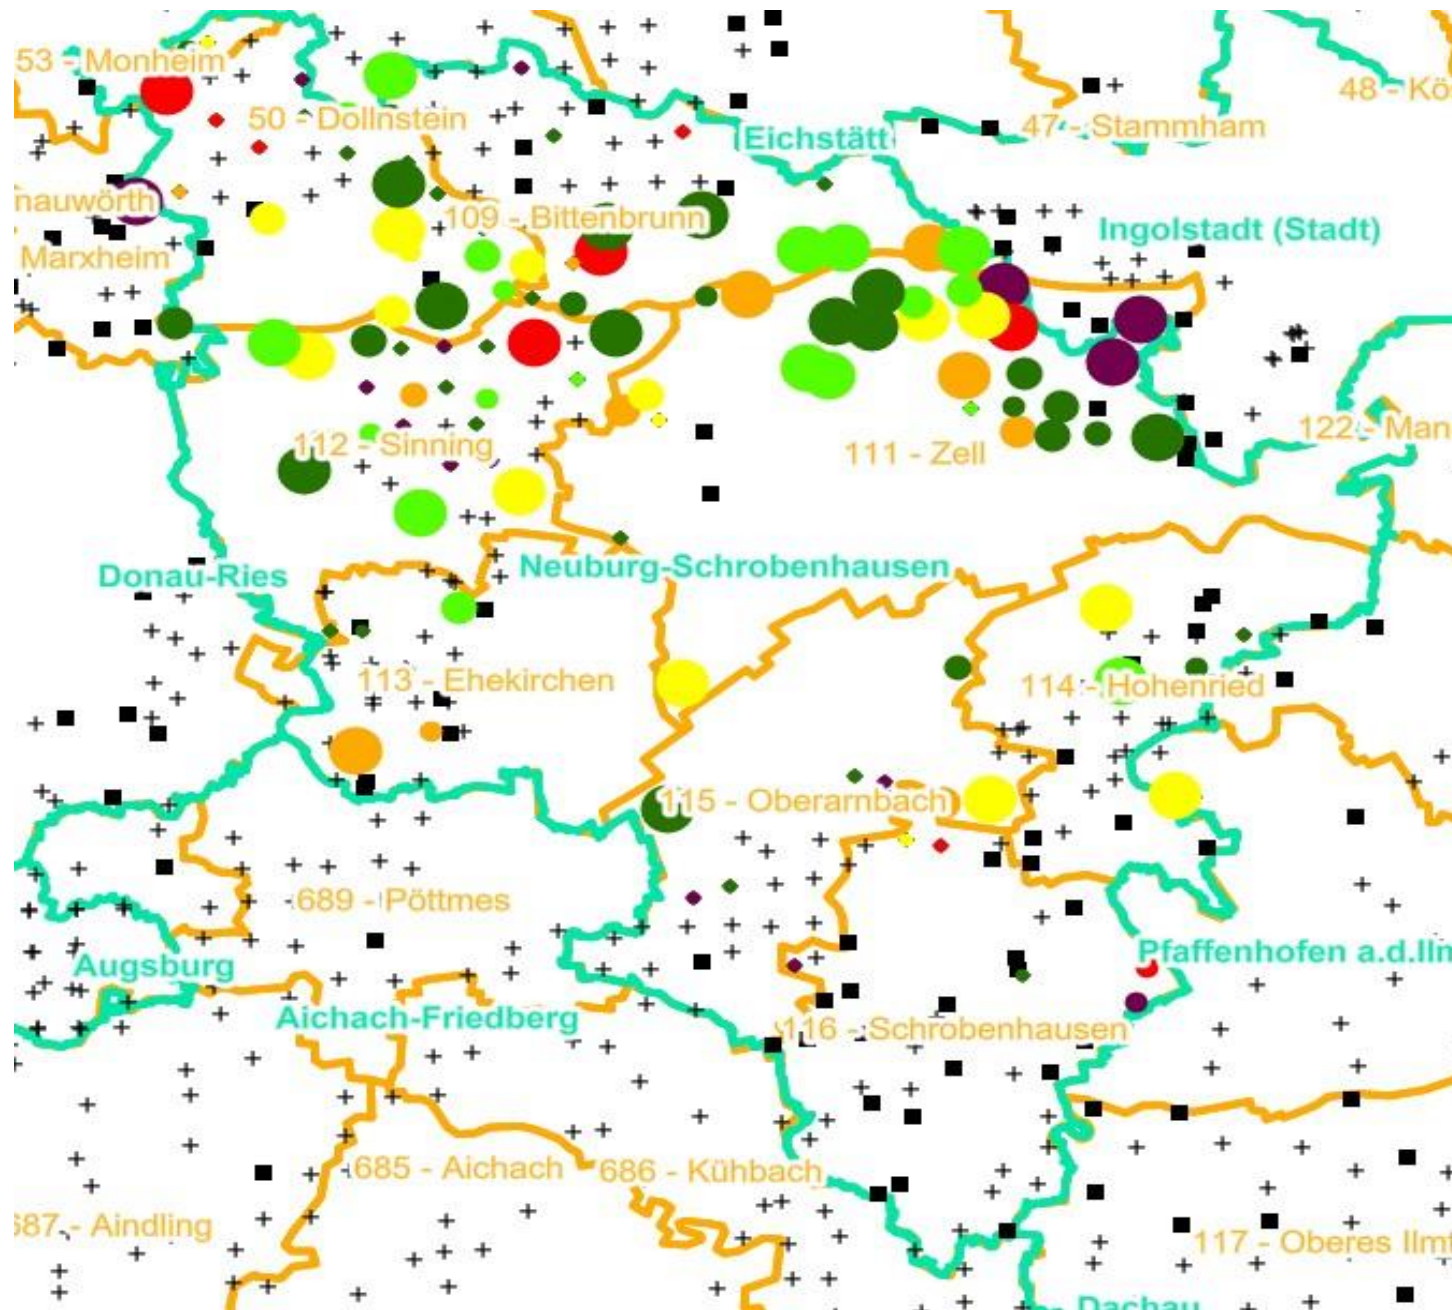 53 - Monheim
48 - Kö
50 - Dollnstein
47 - Stammham
Eichstätt
nauwörth
109 - Bittenbrunn
Ingolstadt (Stadt)
Marxheim
122 - Man
112 - Sinning
111 - Zell
Donau-Ries
Neuburg-Schrobenhausen
113 - Ehekirchen
114 - Hohenried
115 - Oberarnbach
689 - Pöttmes
Augsburg
Pfaffenhofen a.d.Ilm
Aichach-Friedberg
116 - Schrobenhausen
685 - Aichach
686 - Kühbach
687 - Aindling
117 - Oberes Ilmt
Dachau